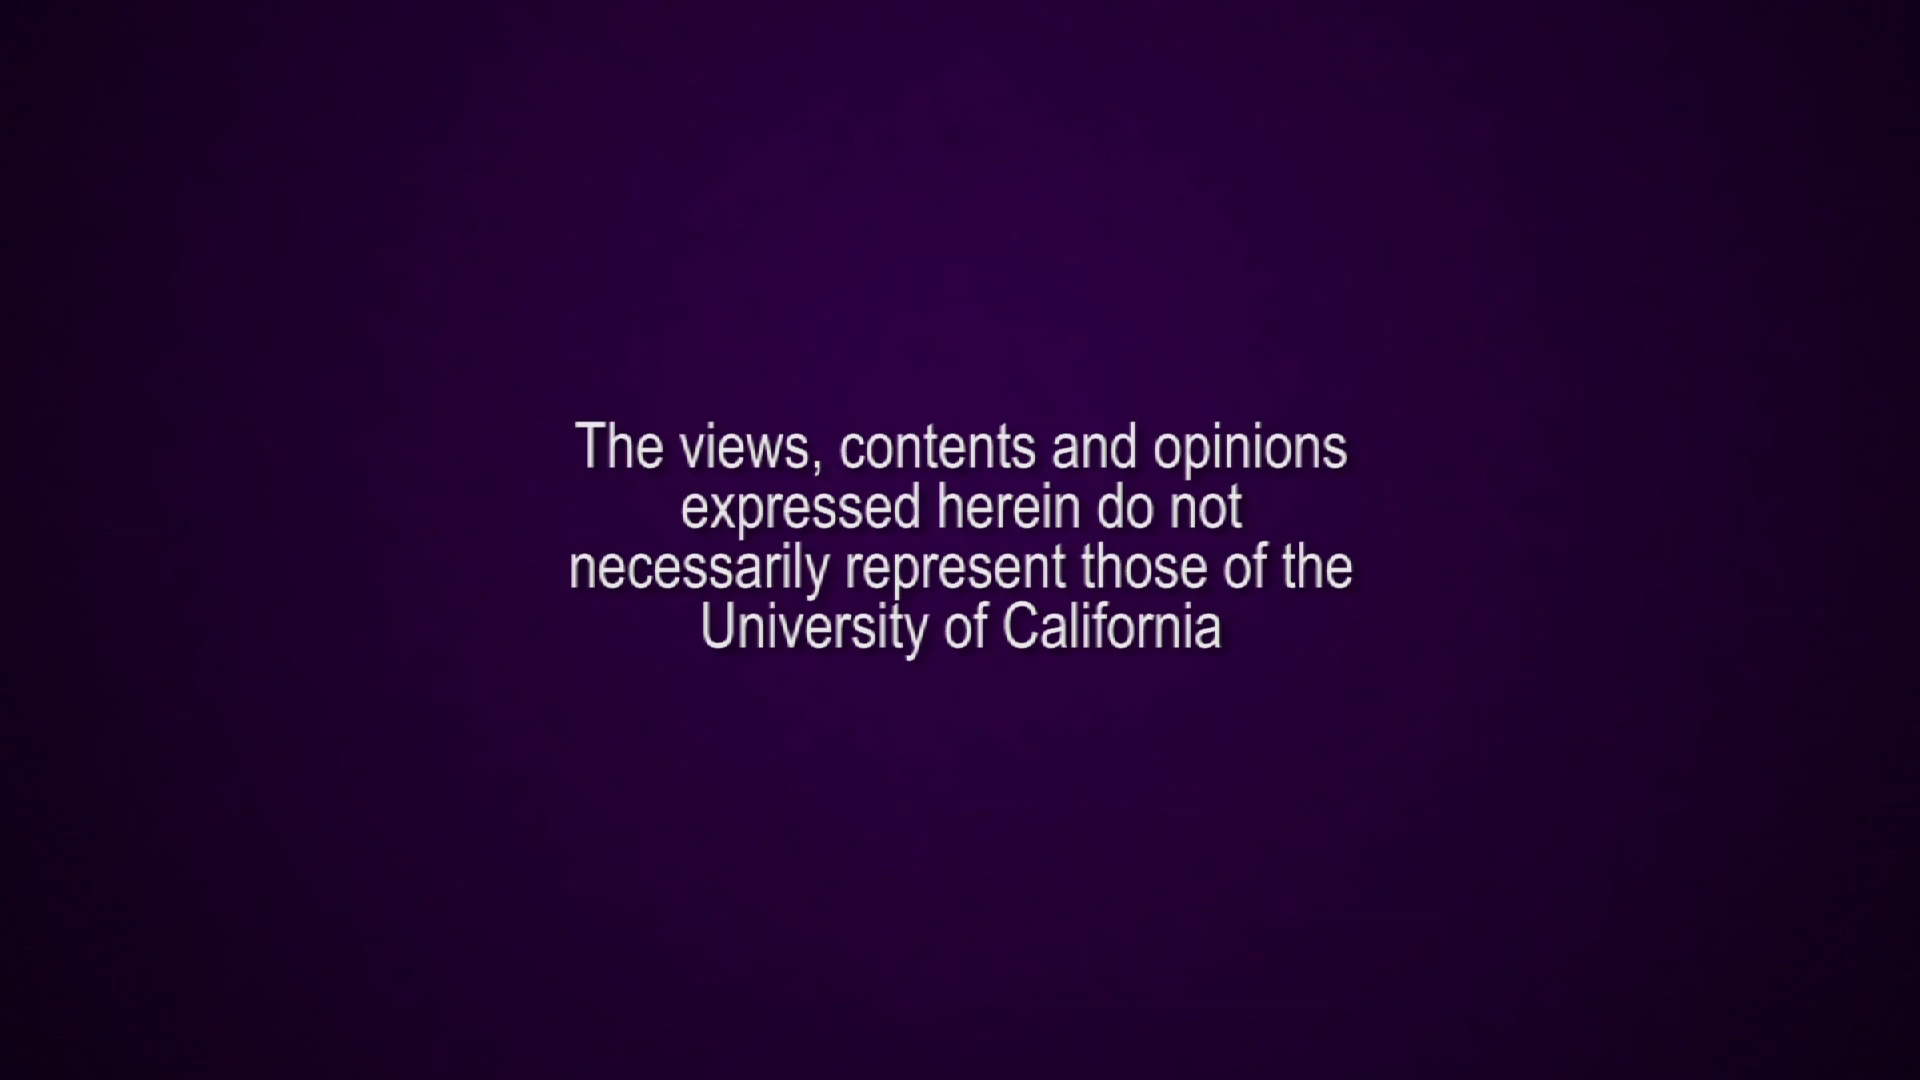 The views, contents and opinions
expressed herein do not
necessarily represent those of the
University of California